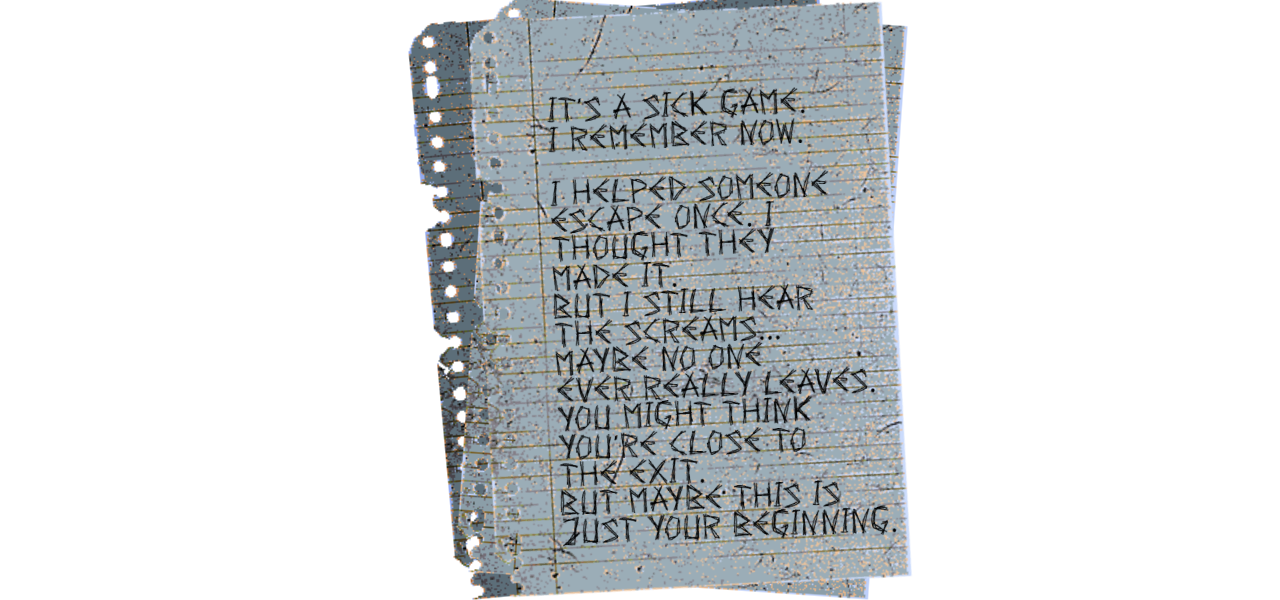 IT'S A SICK GAME.
I REMEMBER NOW.
I HELPED SOMEONE
ESCAPE ONCE. I
THOUGHT THEY
MADE IT.
BUT I STILL HEAR
THE SCREAMS...
MAYBE NO ONE
EVER REALLY LEAVES.
YOU MIGHT THINK
YOU'RE CLOSE TO
THE EXIT.
BUT MAYBE THIS IS
JUST YOUR BEGINNING.